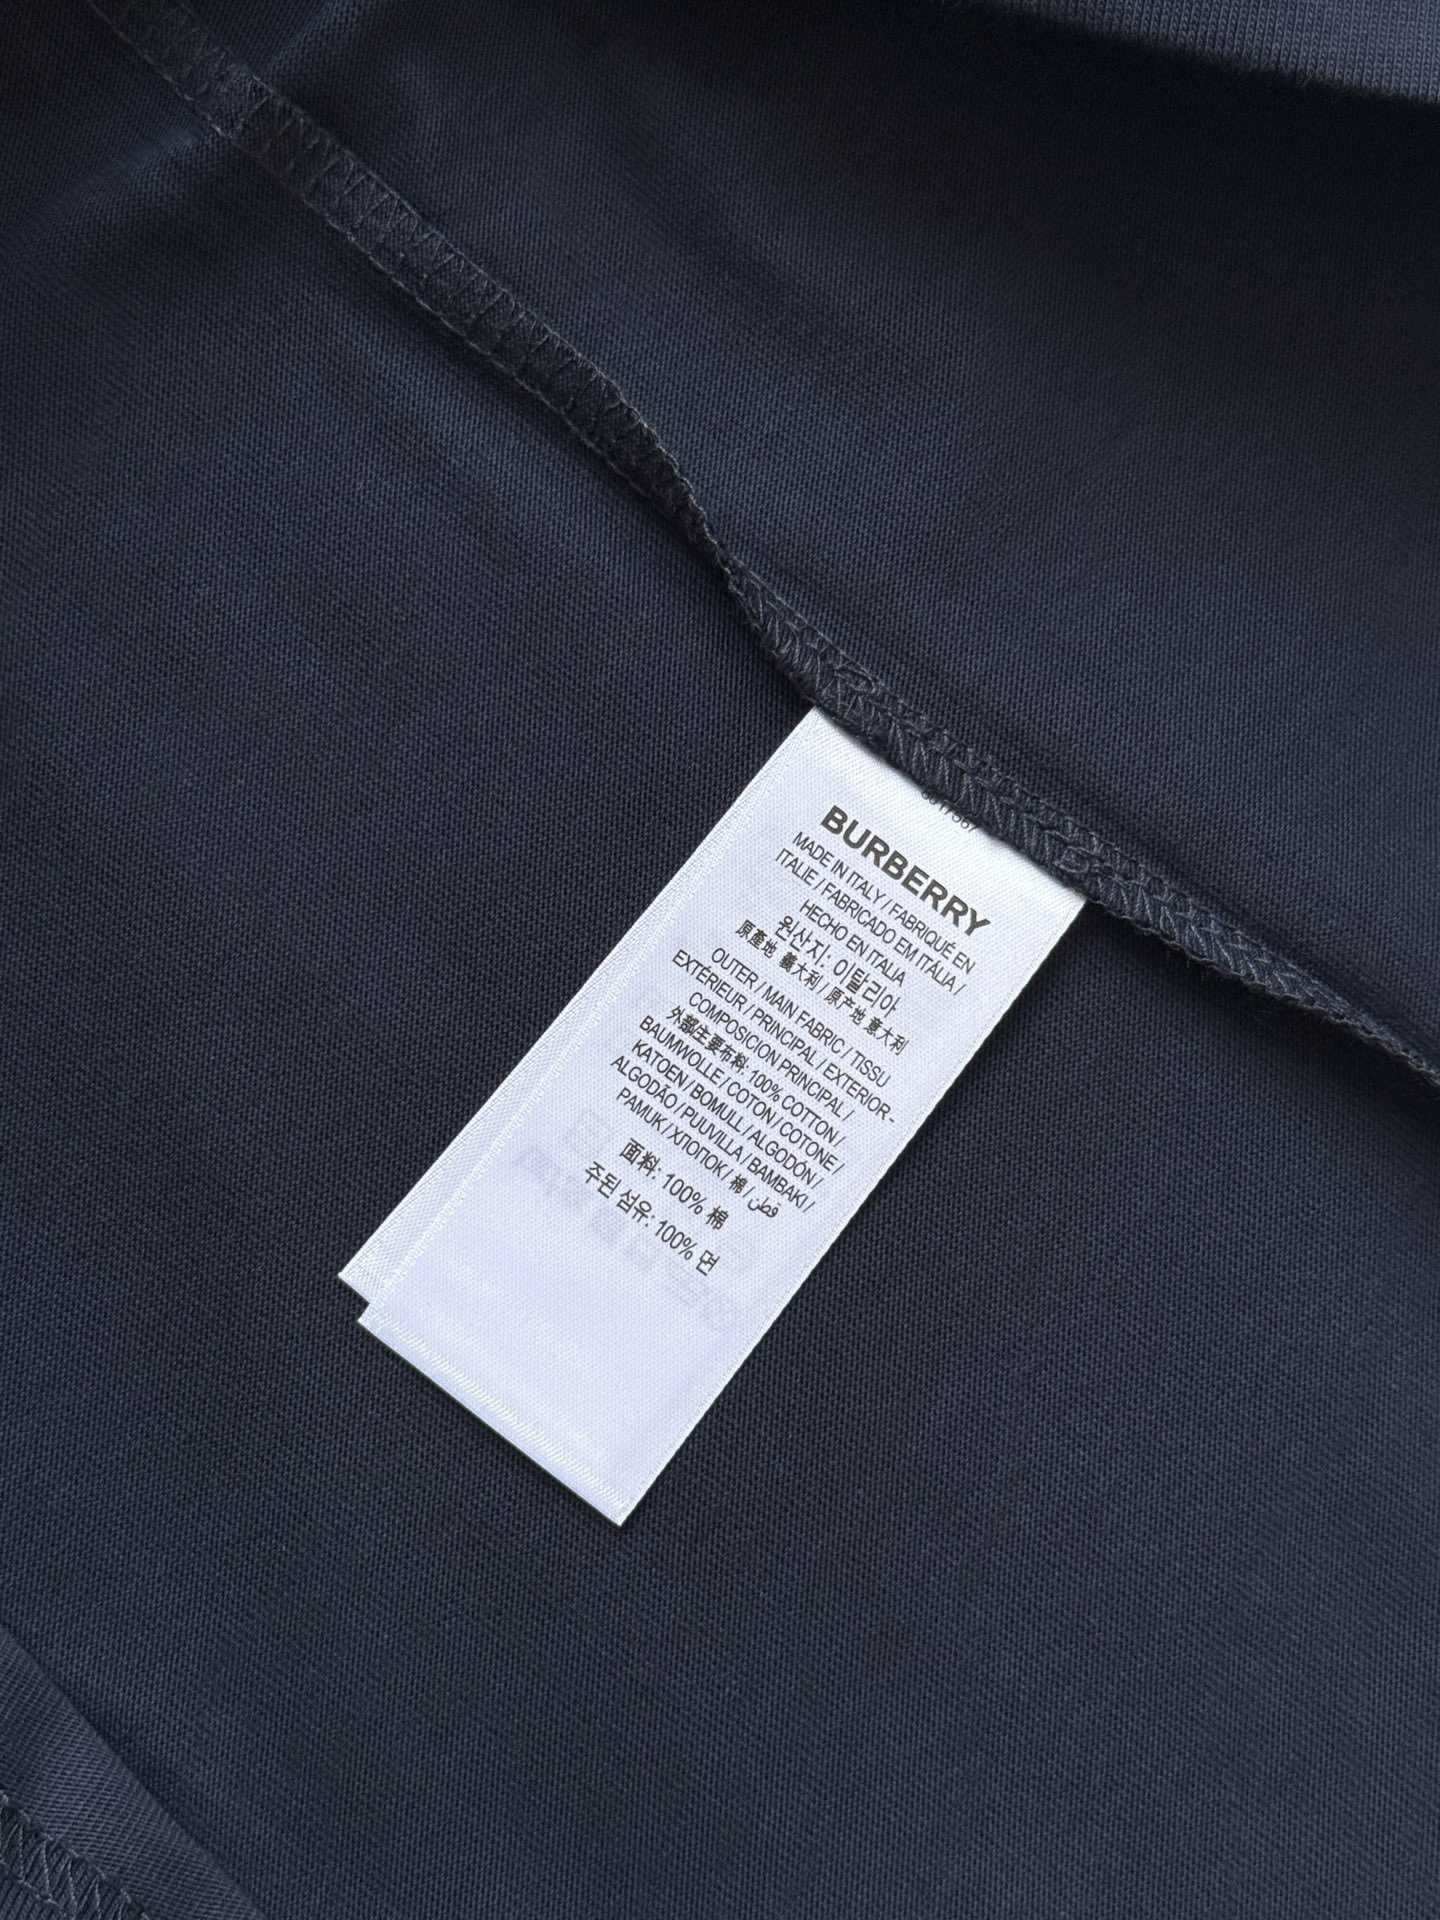 BURBERRY
MADE IN ITALY / FABRIQUÉ EN
ITALIE / FABRICADO EM ITÁLIA /
HECHO EN ITALIA
원산지: 이탈리아
原產地 義大利 / 原产地 意大利
OUTER / MAIN FABRIC / TISSU
EXTÉRIEUR / PRINCIPAL / EXTERIOR -
COMPOSICION PRINCIPAL /
外部主要布料: 100% COTTON /
BAUMWOLLE / COTON / COTONE /
KATOEN / BOMULL / ALGODÓN /
ALGODÃO / PUUVILLA / BAMBAKI /
PAMUK / ХЛОПОК / 棉 / قطن
面料: 100% 棉
주된 섬유: 100% 면